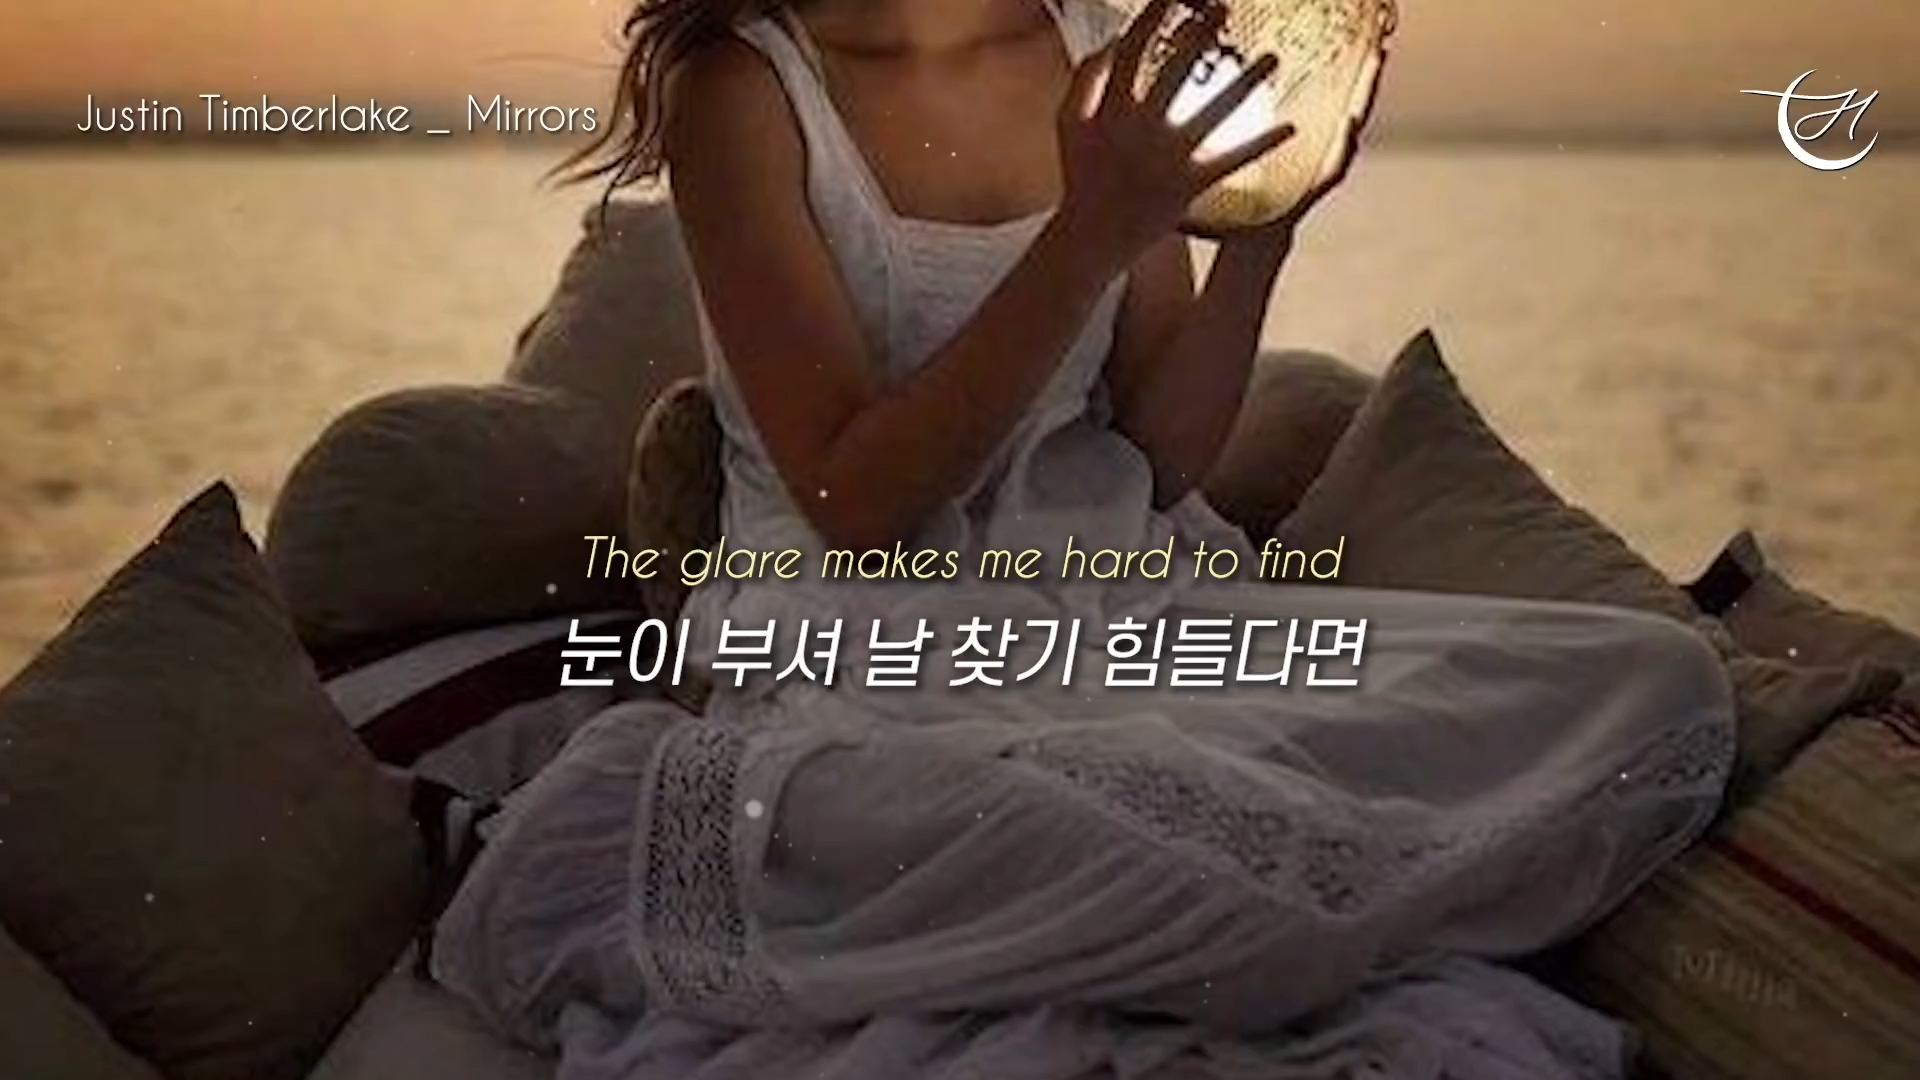 Justin Timberlake _ Mirrors
The glare makes me hard to find
눈이 부셔 날 찾기 힘들다면